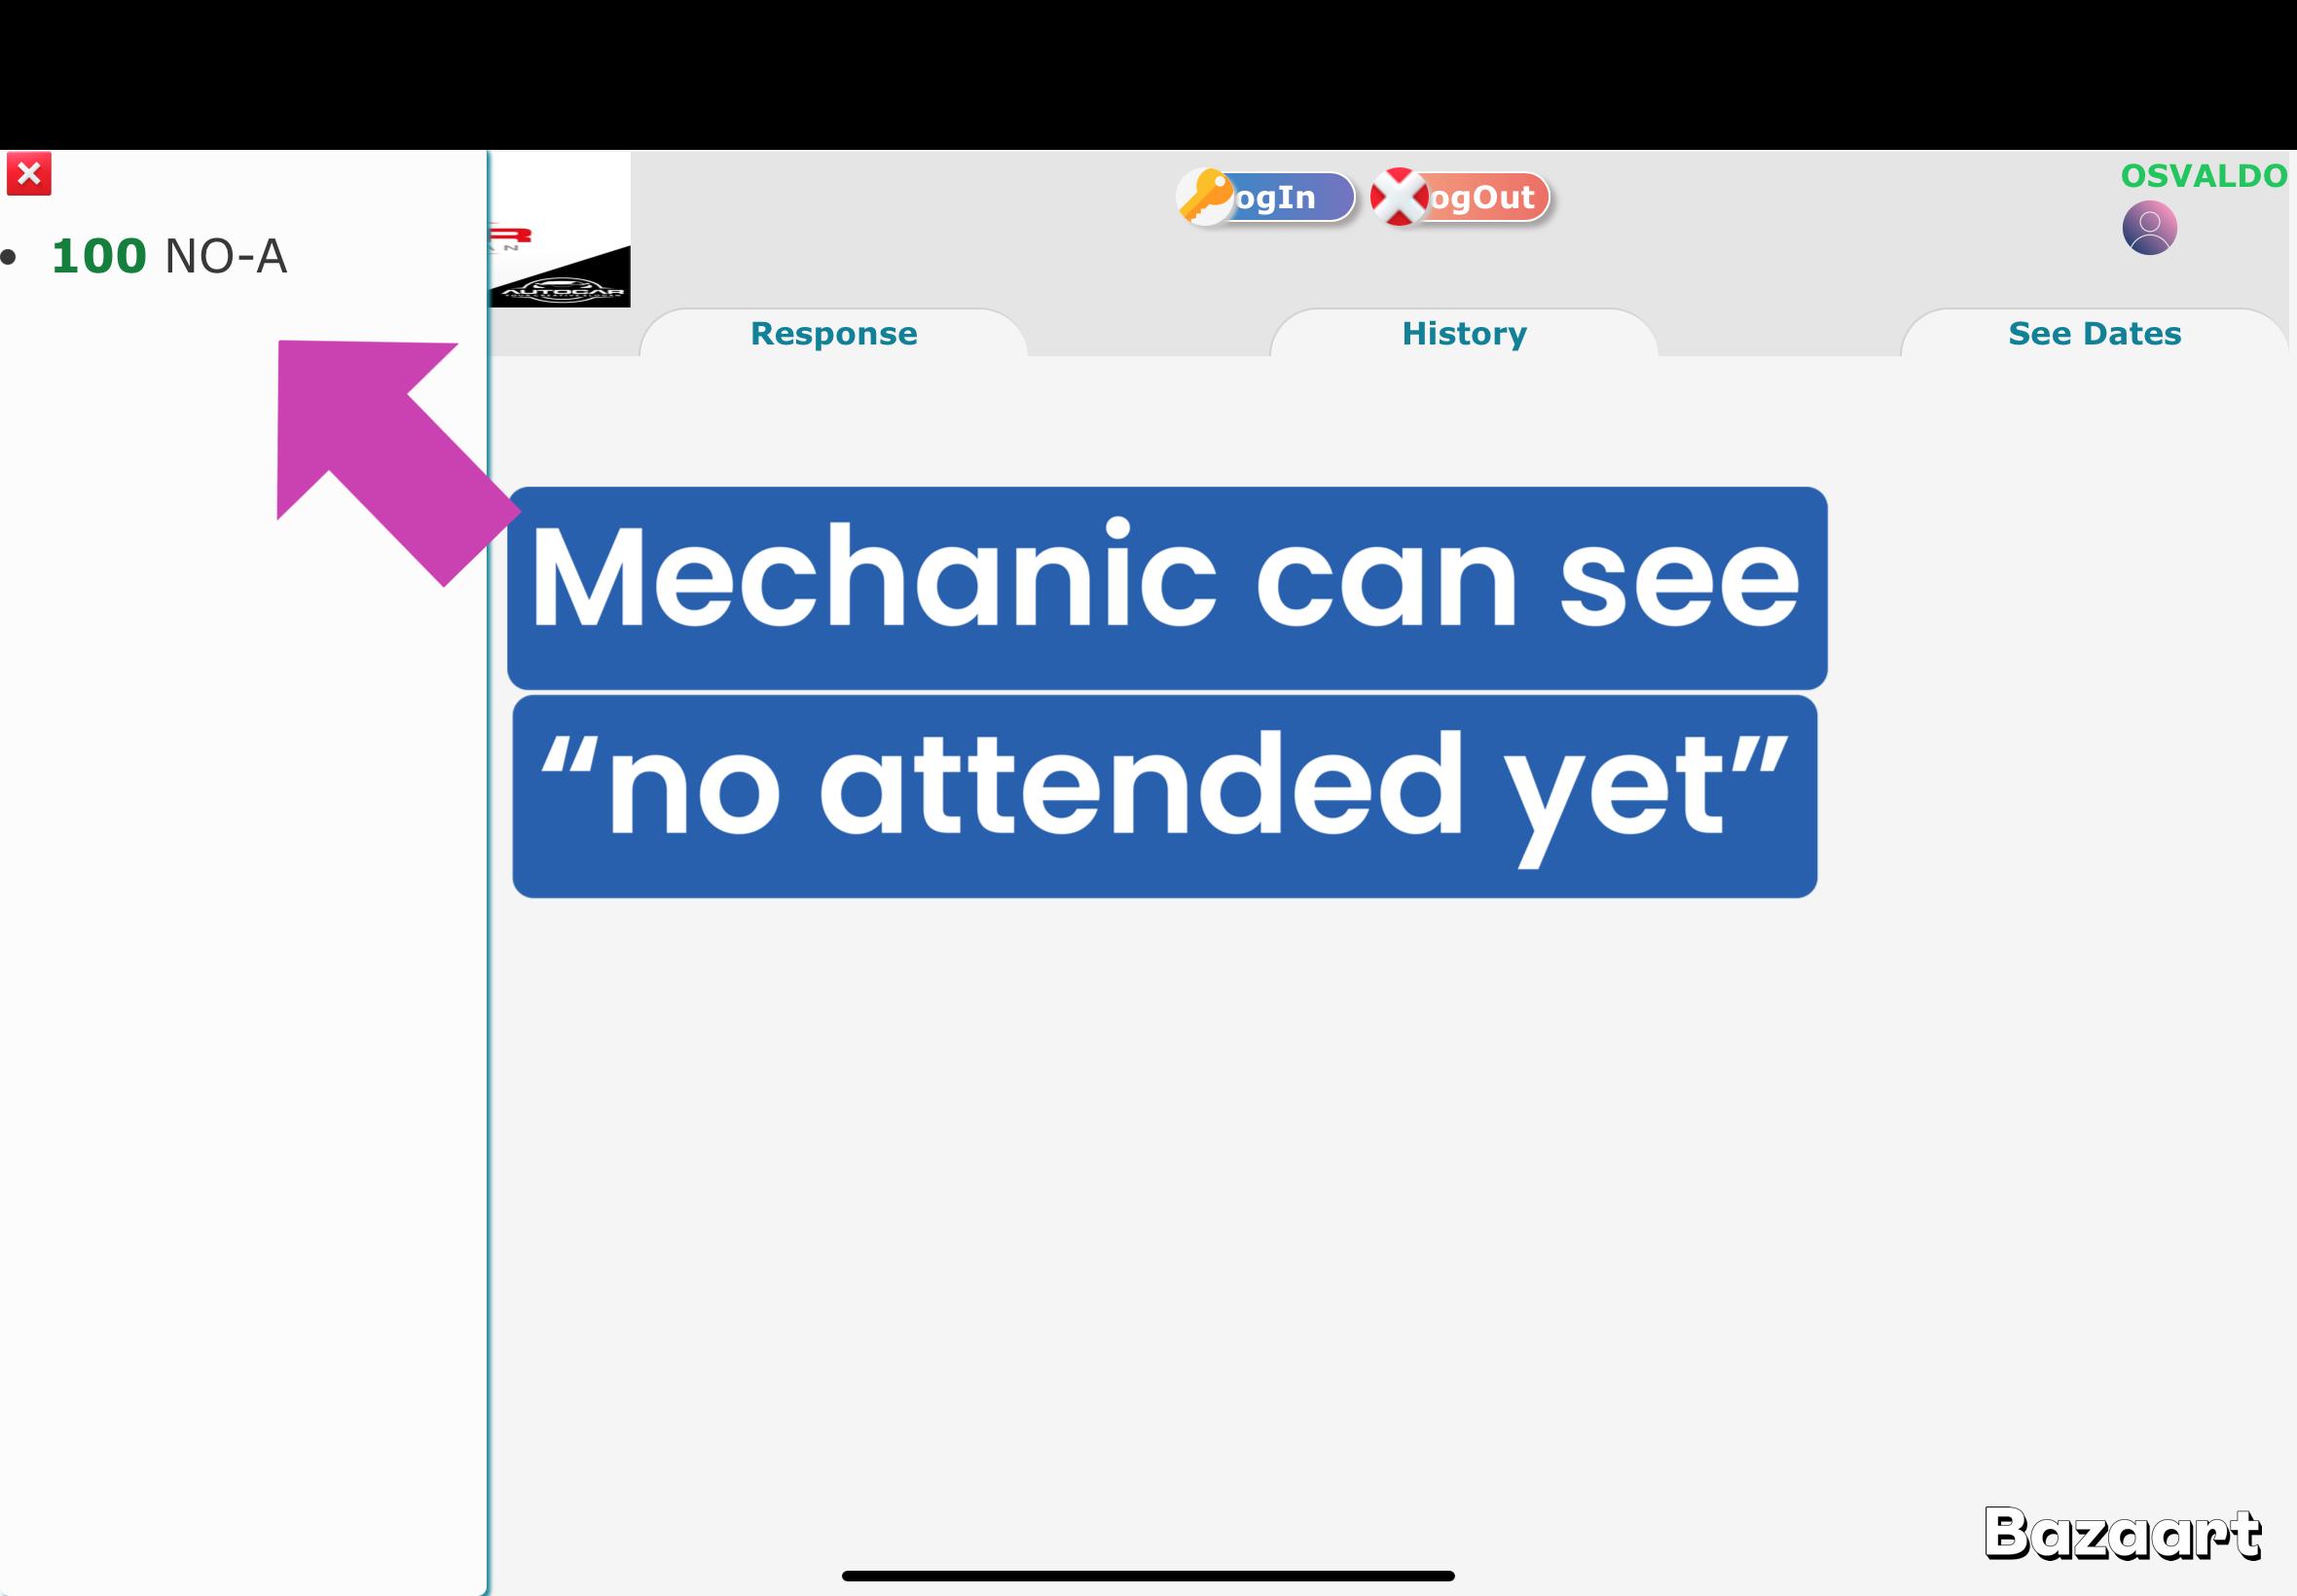 100 NO-A
R
N
AUTOCAR
ogIn
ogOut
OSVALDO
Response
History
See Dates
Mechanic can see
“no attended yet”
Bazaart